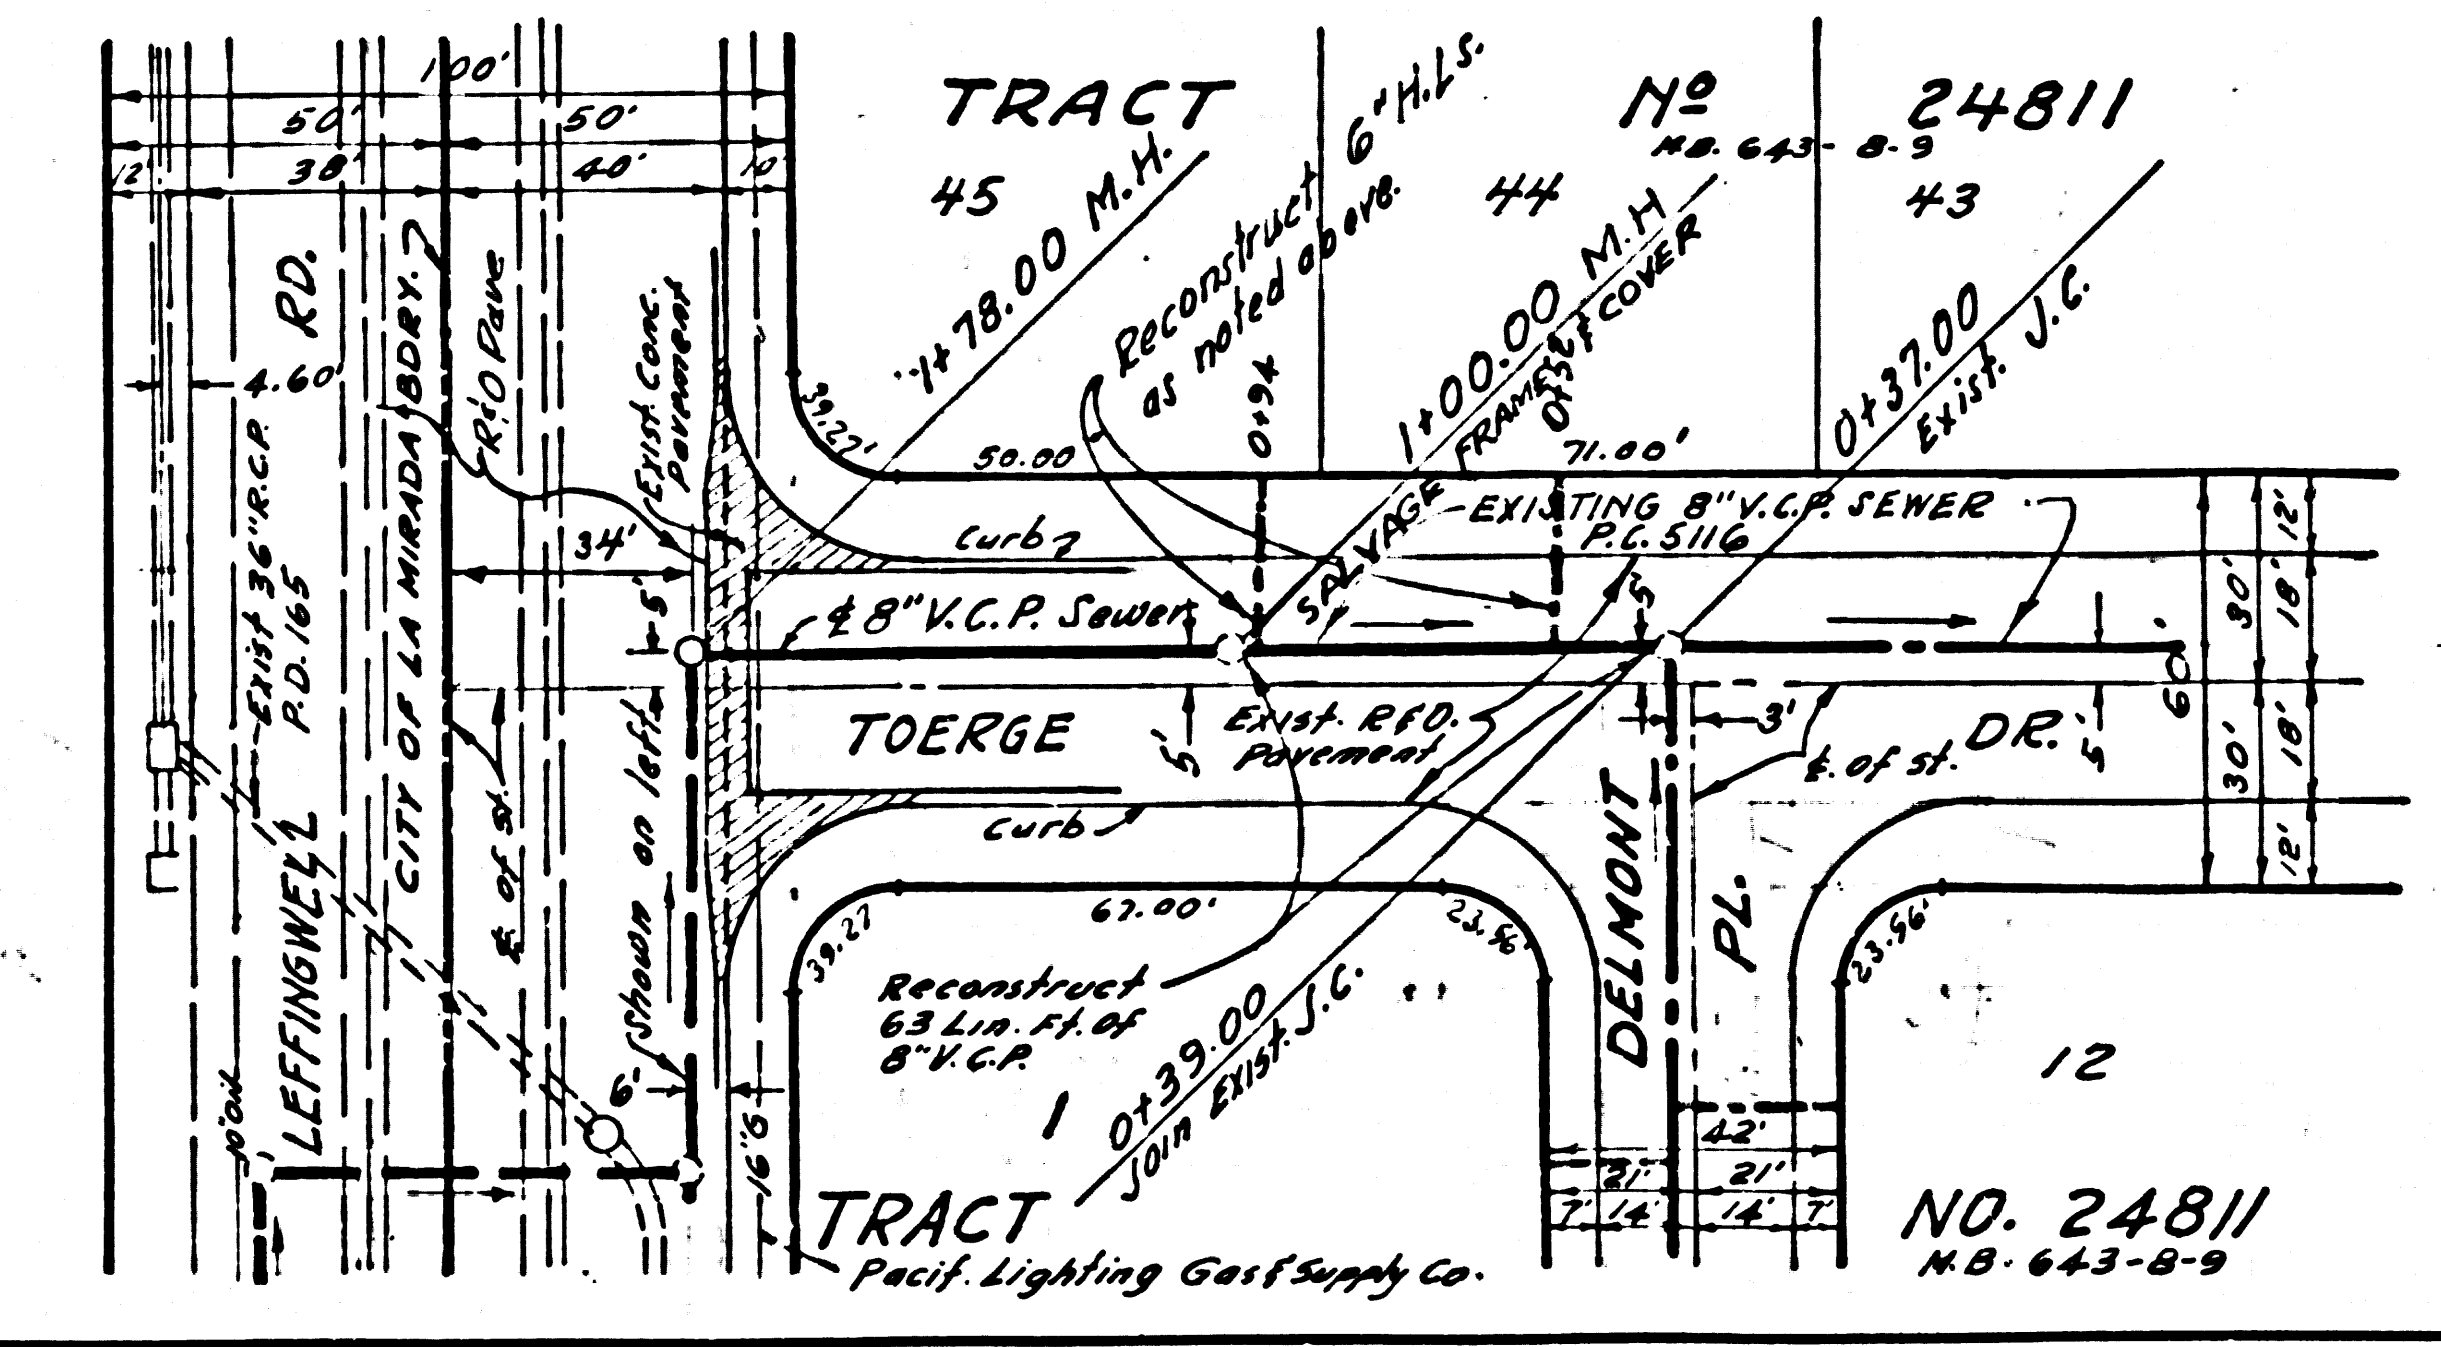 100'
50'
50'
12'
38'
40'
10'
TRACT
Nº
24811
M.B. 643-8-9
45
44
43
1+78.00 M.H.
Reconstruct 6" H.LS.
as noted above.
1+00.00 M.H
SALVAGE FRAME & COVER
0+94
0+37.00
Exist. J.C.
4.60'
RD.
LEFFINGWELL
CITY OF LA MIRADA BDRY.
R&O Pave
Exist. Conc.
Pavement
Exist 36" R.C.P.
P.D. 165
39.27'
50.00
71.00'
EXISTING 8" V.C.P. SEWER
P.C. 5116
Curb
34'
5'
℄ 8" V.C.P. Sewer
5'
12'
18'
30'
60'
TOERGE
DR.
5'
Exist. R&O.
Pavement
3'
℄. of st.
5'
18'
30'
12'
℄. of st.
Shown on left
Curb
67.00'
39.27
23.56'
23.56'
DELMONT
PL.
Reconstruct
63 Lin. Ft. of
8" V.C.P.
0+39.00
Join Exist. J.C.
1
12
6'
10" Oil
16" G
42'
21'
21'
7'
14'
14'
7'
TRACT
NO. 24811
M.B. 643-8-9
Pacif. Lighting Gas & Supply Co.